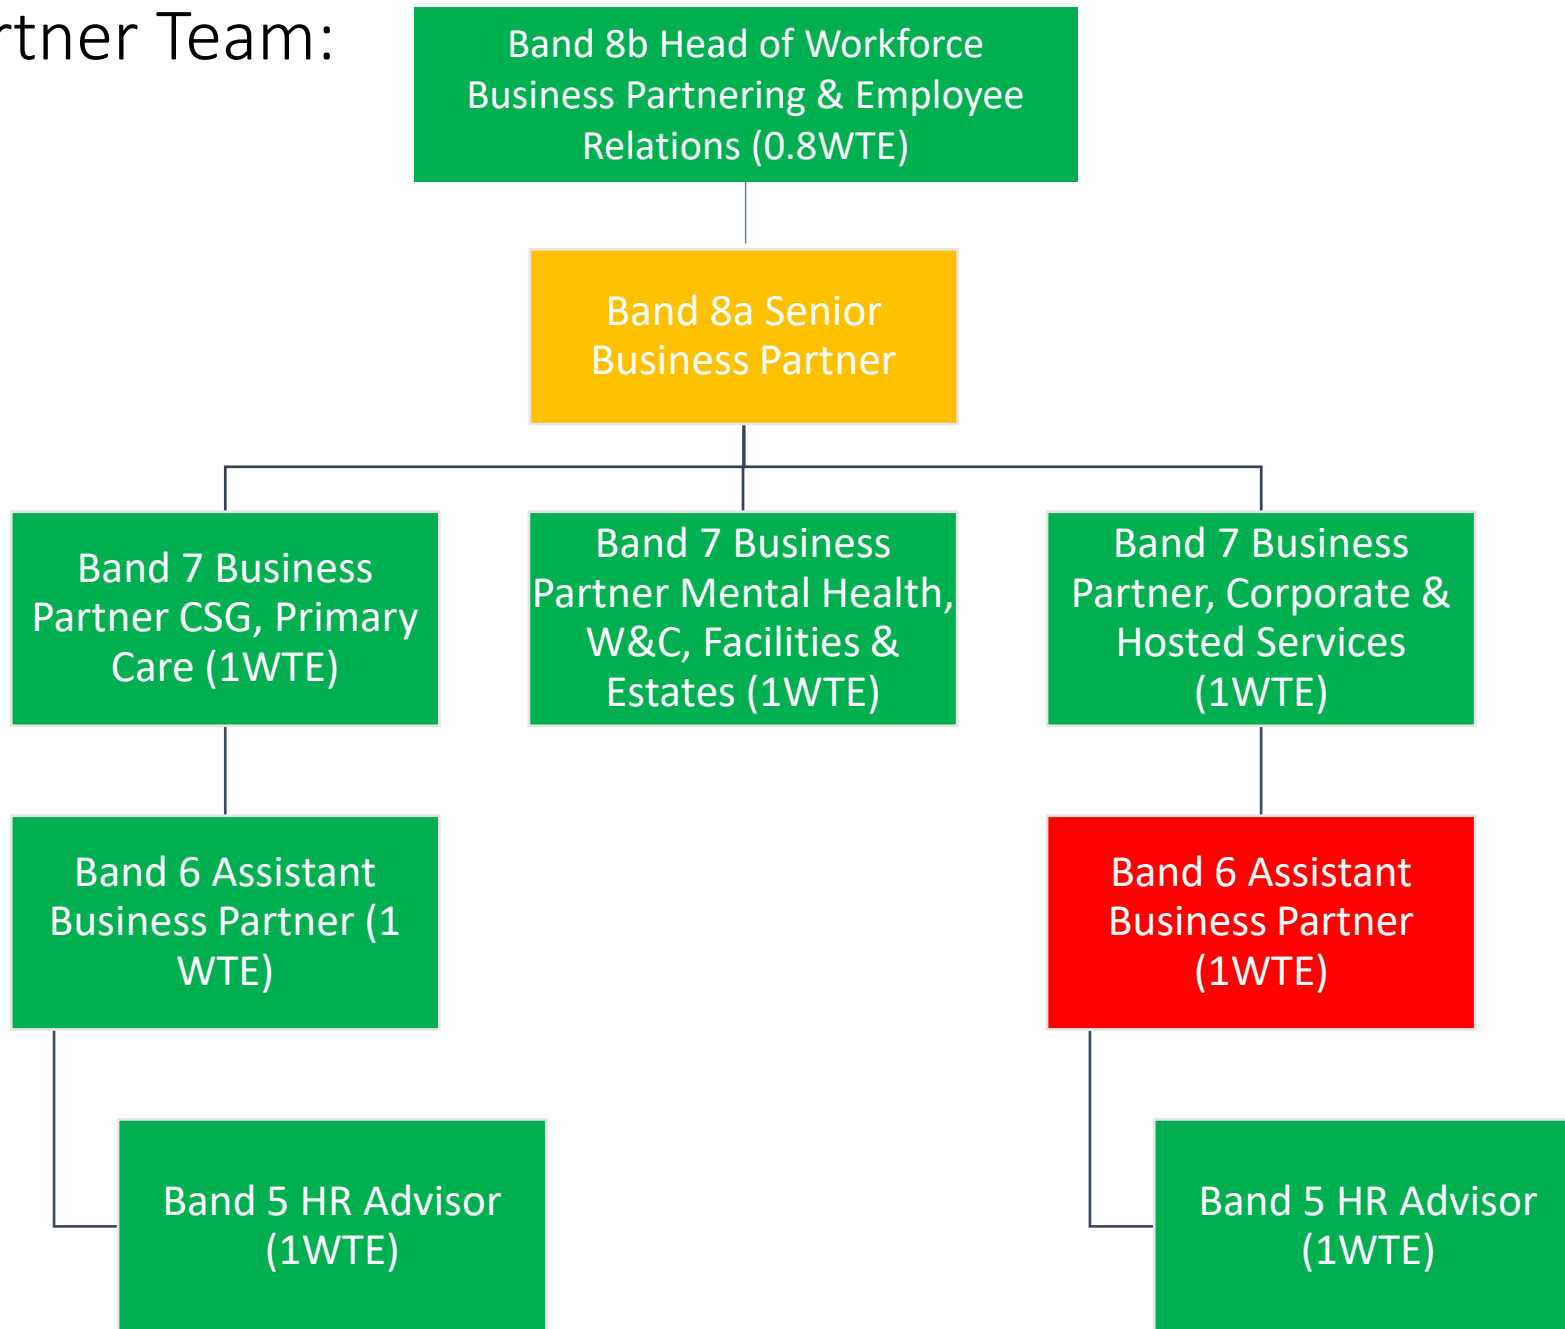 rtner Team:
Band 8b Head of Workforce
Business Partnering & Employee
Relations (0.8WTE)
Band 8a Senior
Business Partner
Band 7 Business
Partner CSG, Primary
Care (1WTE)
Band 7 Business
Partner Mental Health,
W&C, Facilities &
Estates (1WTE)
Band 7 Business
Partner, Corporate &
Hosted Services
(1WTE)
Band 6 Assistant
Business Partner (1
WTE)
Band 6 Assistant
Business Partner
(1WTE)
Band 5 HR Advisor
(1WTE)
Band 5 HR Advisor
(1WTE)